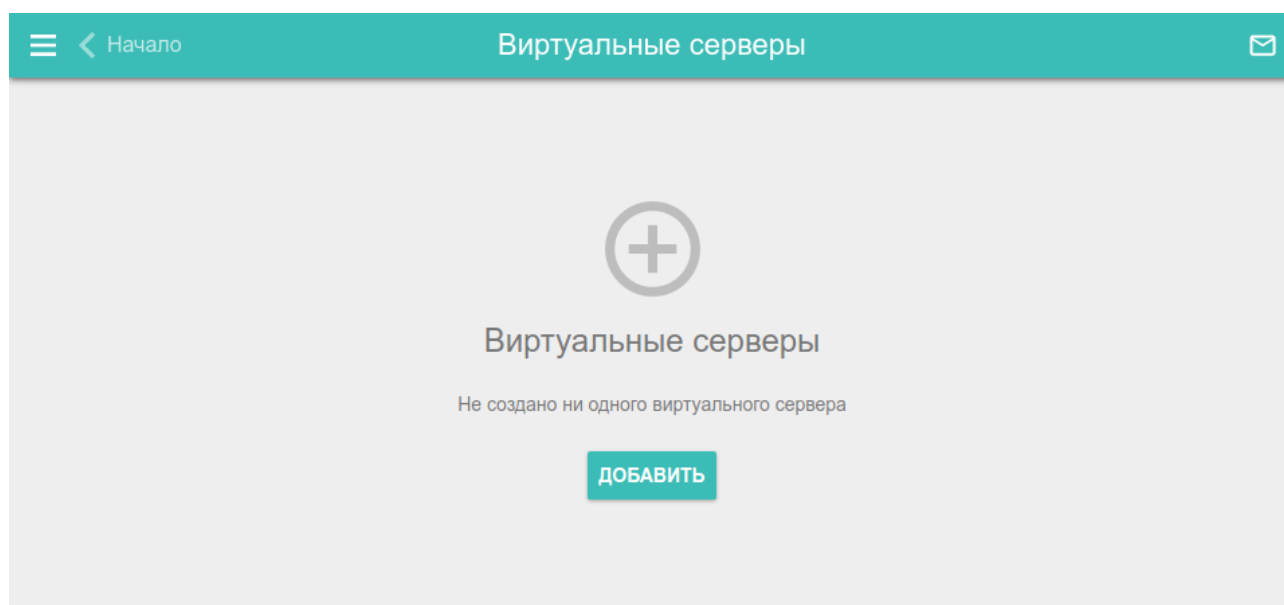 Начало
Виртуальные серверы
Виртуальные серверы
Не создано ни одного виртуального сервера
ДОБАВИТЬ